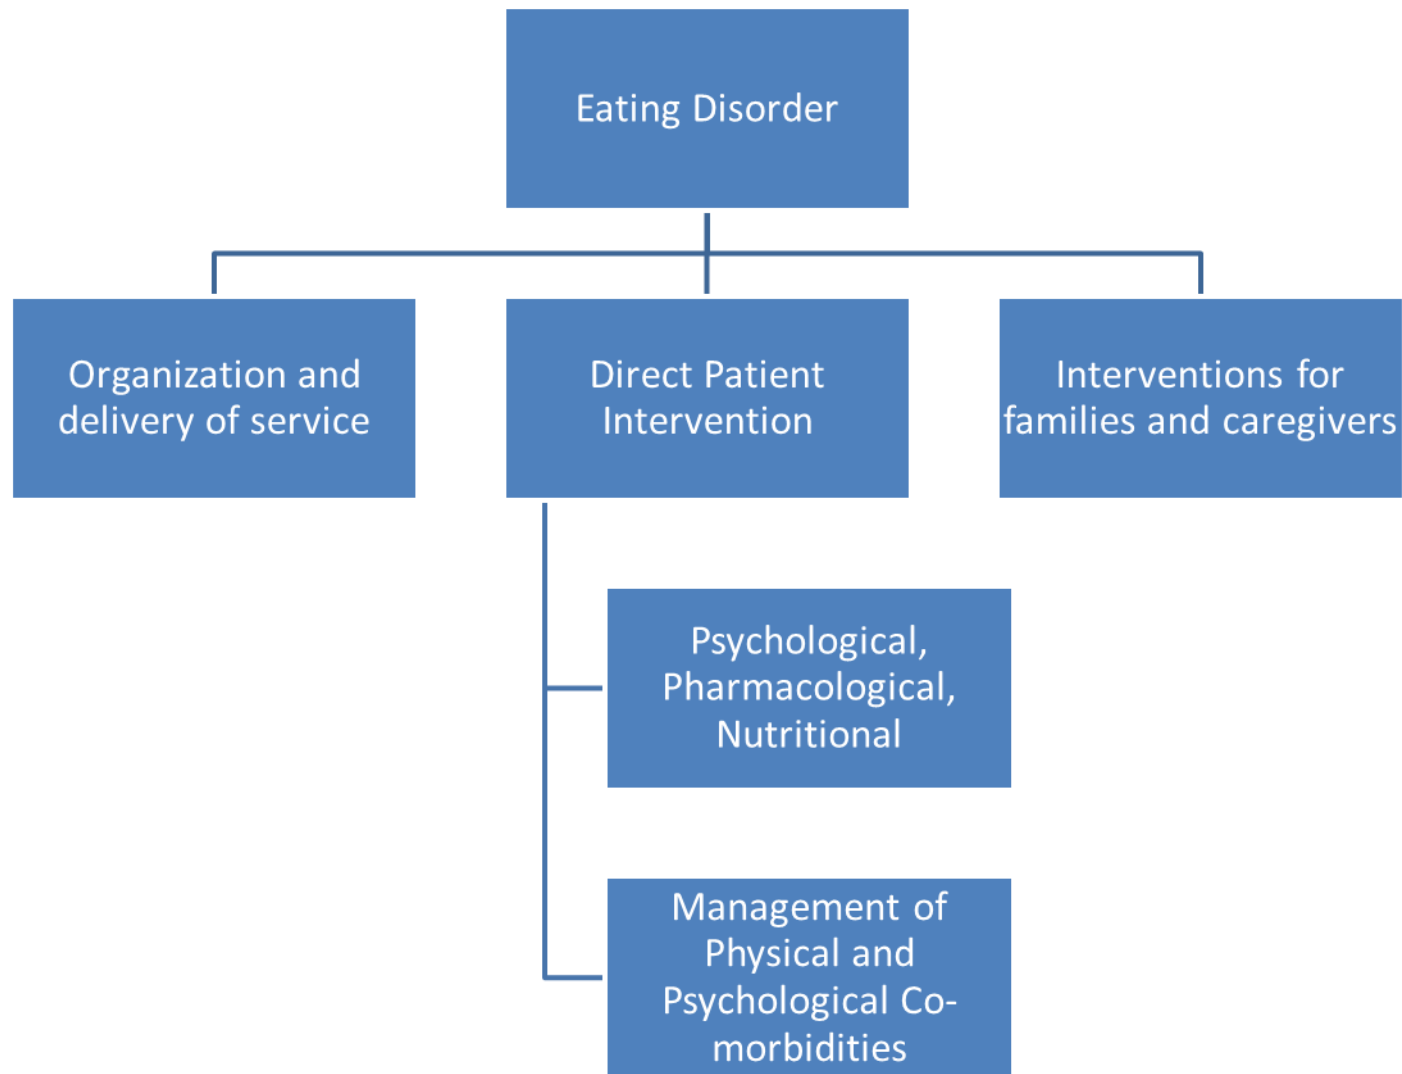 Eating Disorder
Organization and
delivery of service
Direct Patient
Intervention
Interventions for
families and caregivers
Psychological,
Pharmacological,
Nutritional
Management of
Physical and
Psychological Co-
morbidities